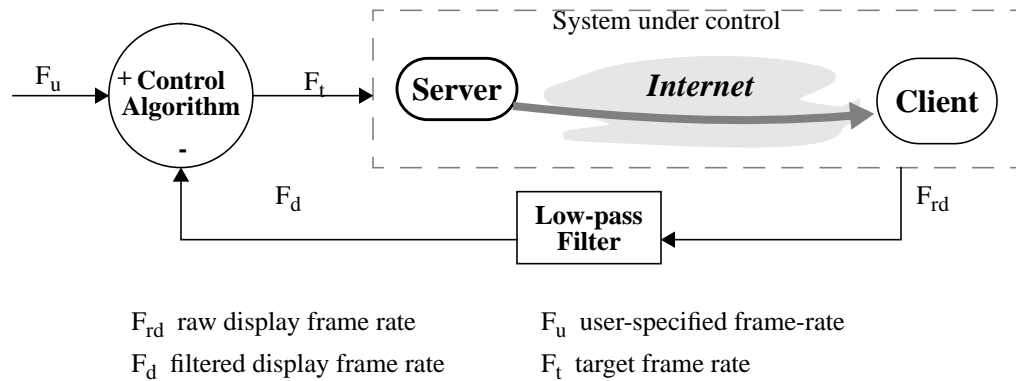 System under control
F_u
+ Control
Algorithm
-
F_t
Server
Internet
Client
F_d
Low-pass
Filter
F_rd
F_rd raw display frame rate
F_u user-specified frame-rate
F_d filtered display frame rate
F_t target frame rate